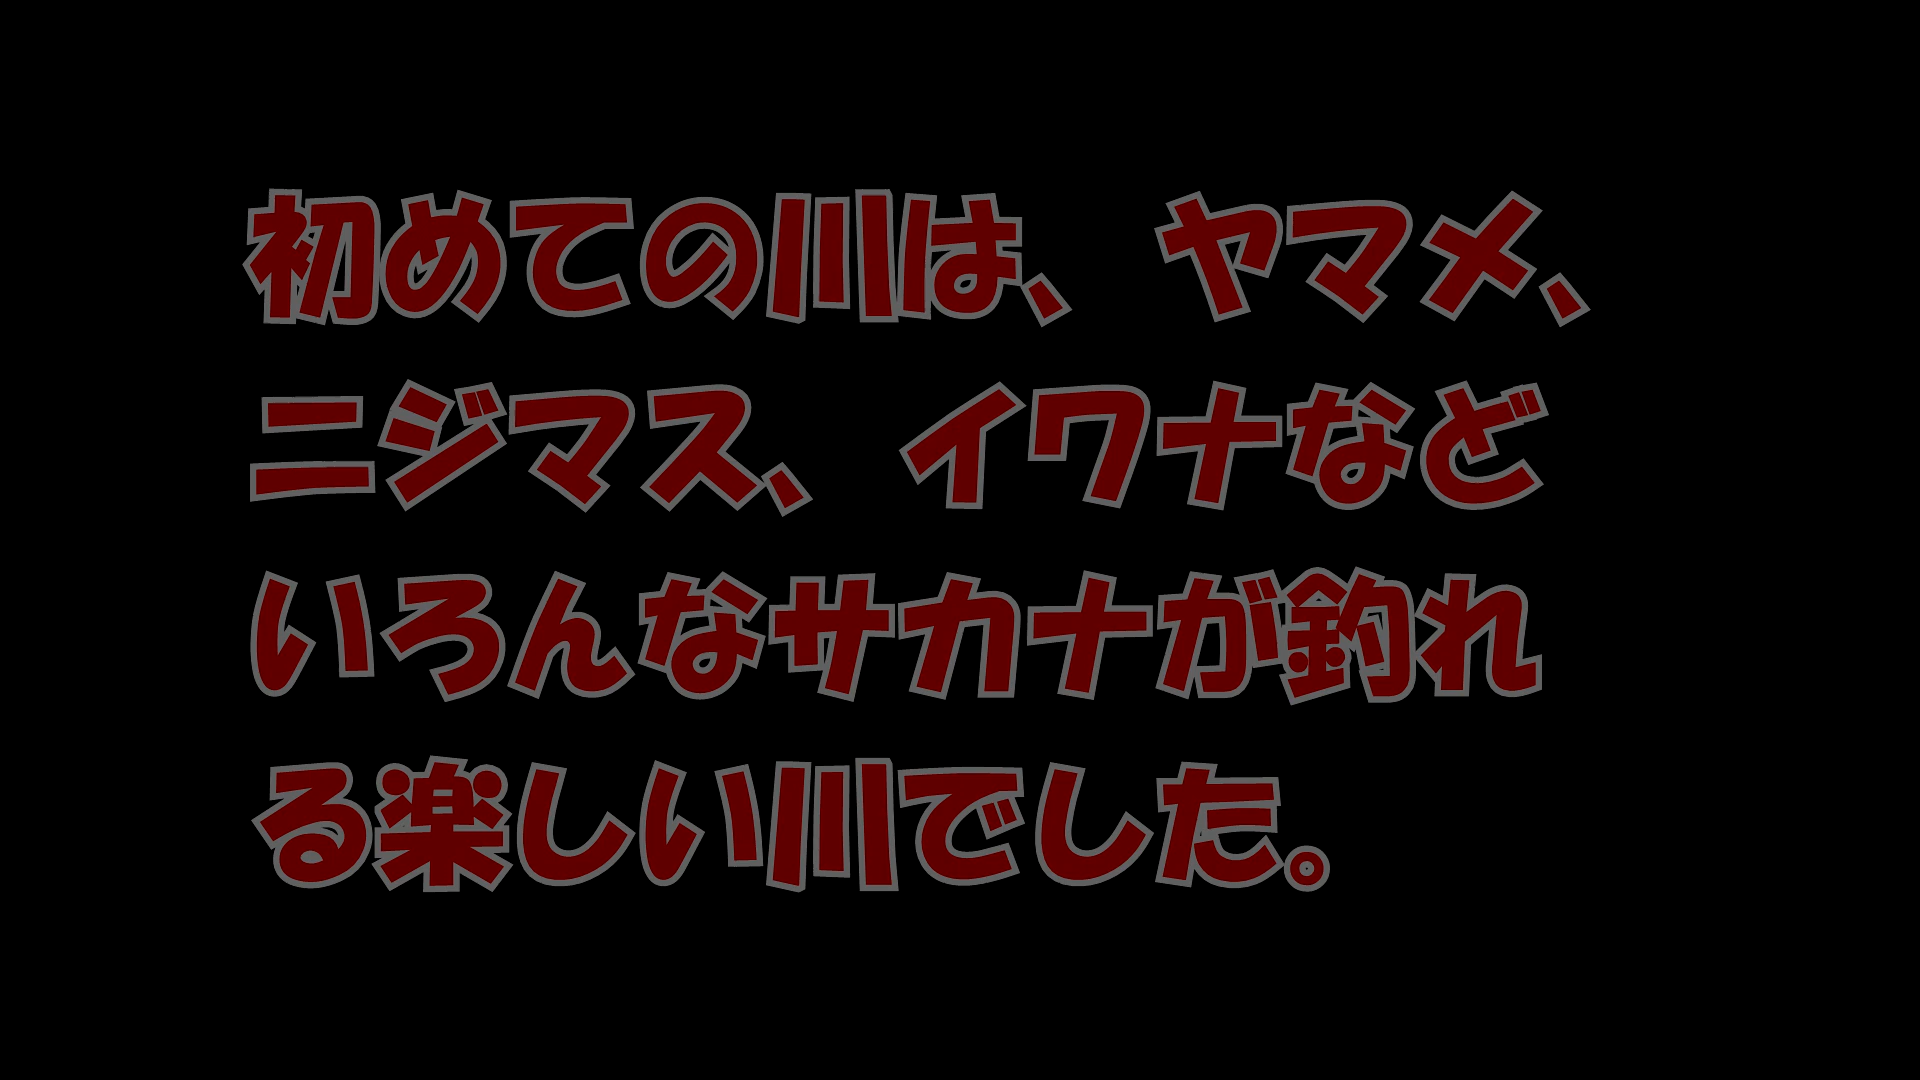 初めての川は、ヤマメ、
ニジマス、イワナなど
いろんなサカナが釣れ
る楽しい川でした。